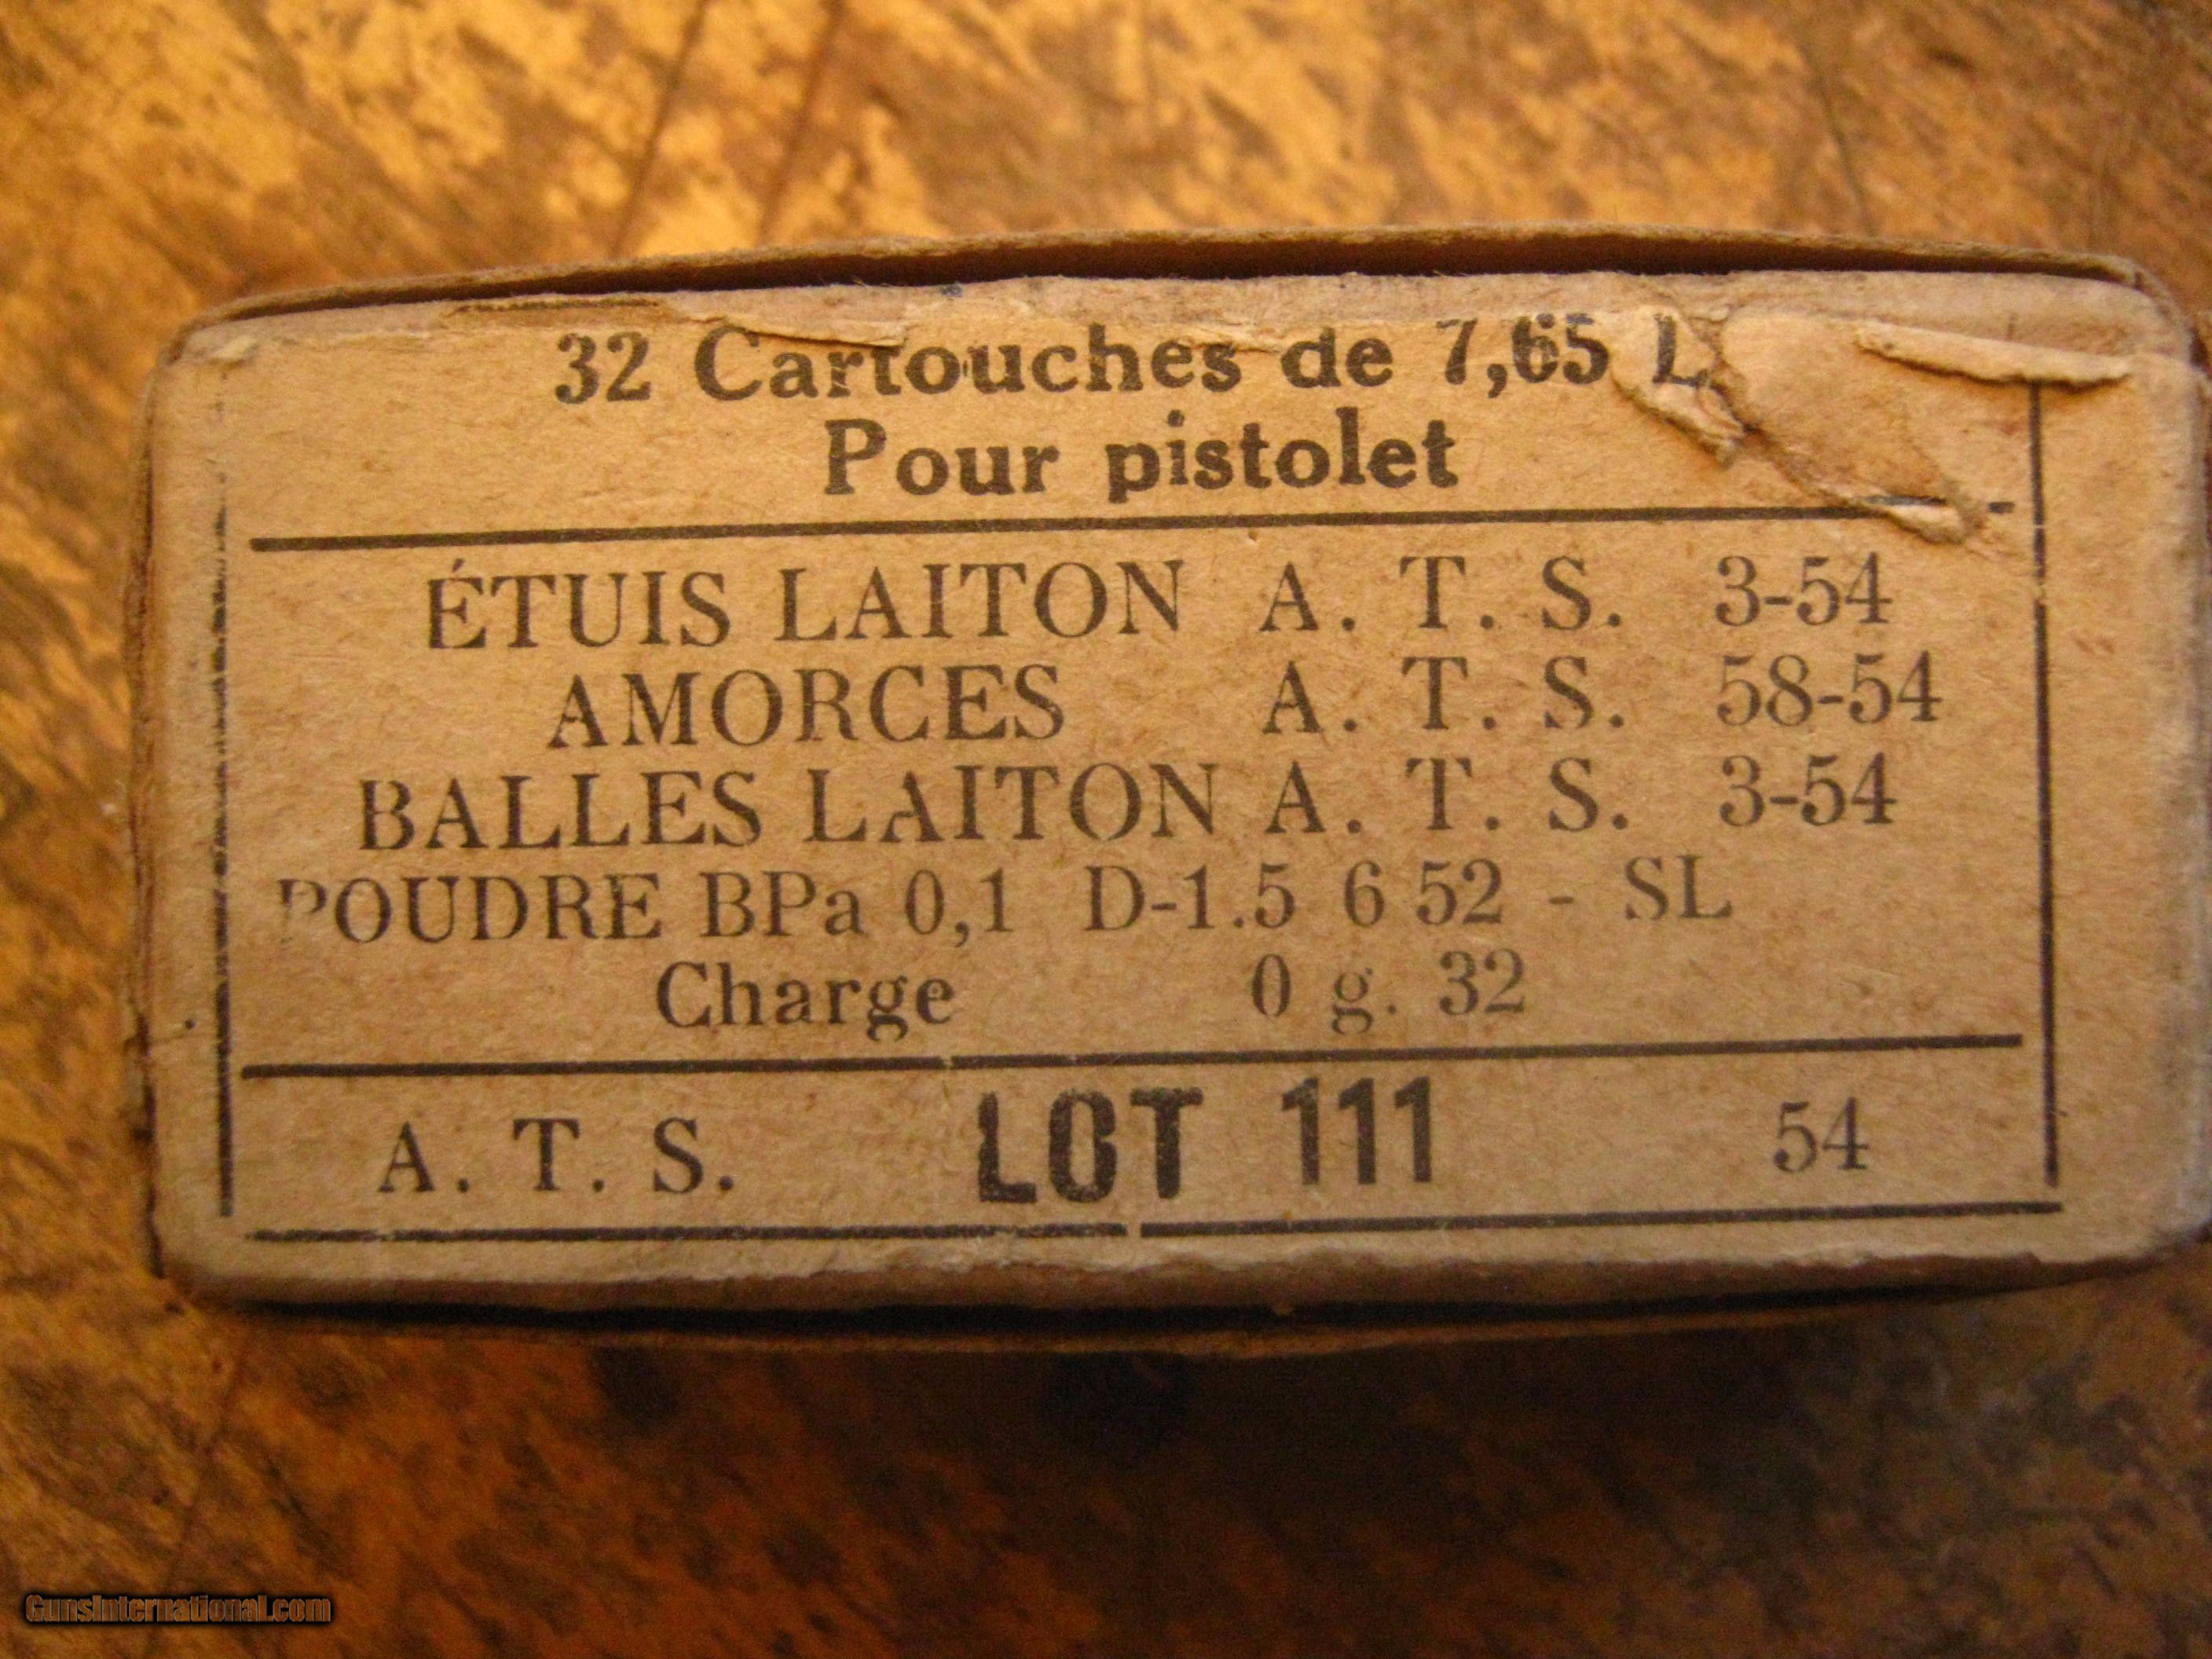 32 Cartouches de 7,65 L
Pour pistolet
ÉTUIS LAITON A. T. S. 3-54
AMORCES A. T. S. 58-54
BALLES LAITON A. T. S. 3-54
POUDRE BPa 0,1 D-1.5 6 52 - SL
Charge 0 g. 32
A. T. S. LOT 111 54
GunsInternational.com